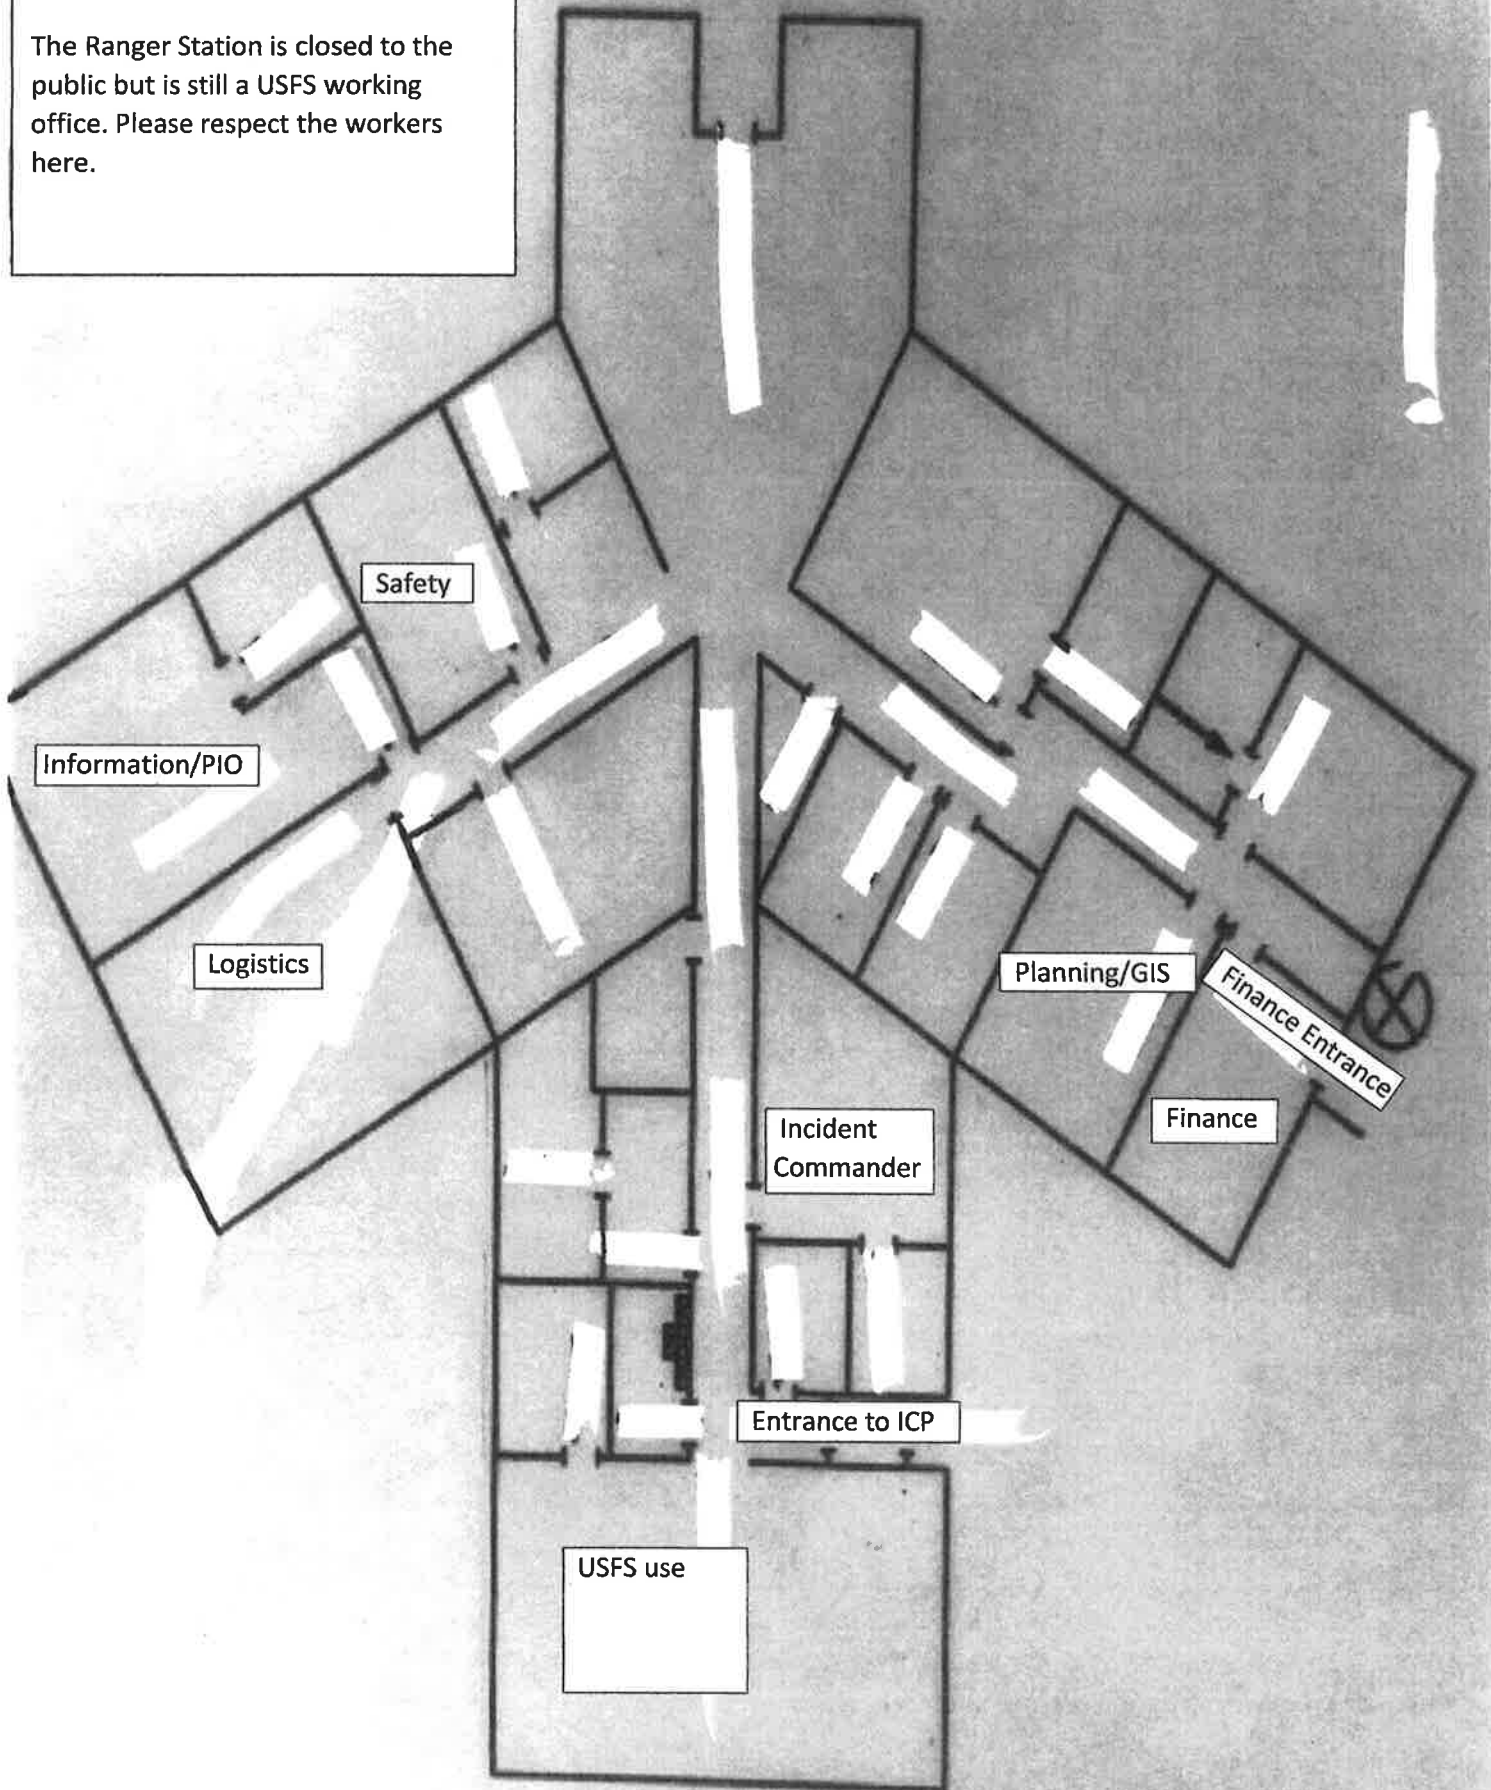 The Ranger Station is closed to the
public but is still a USFS working
office. Please respect the workers
here.
Safety
Information/PIO
Logistics
Planning/GIS
Finance Entrance
Finance
Incident
Commander
Entrance to ICP
USFS use